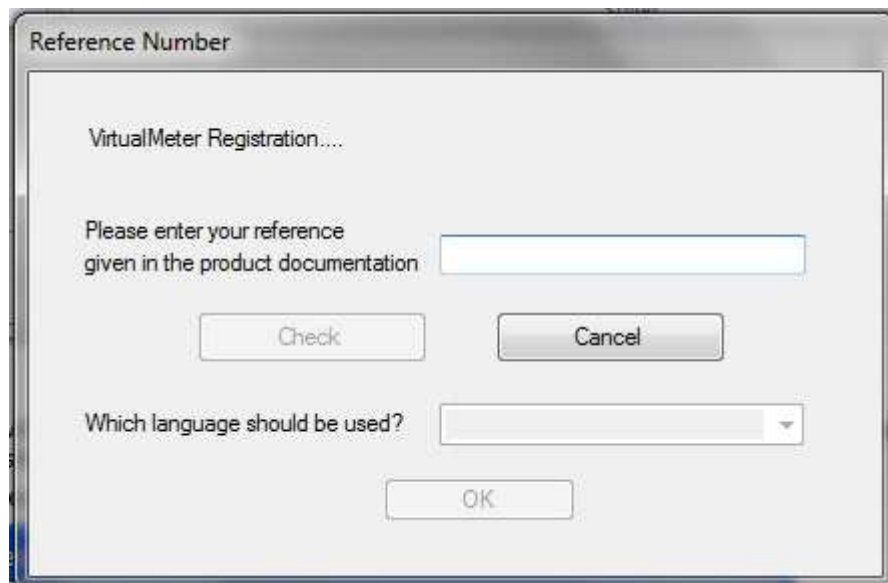 Reference Number
VirtualMeter Registration....
Please enter your reference
given in the product documentation
Check
Cancel
Which language should be used?
OK